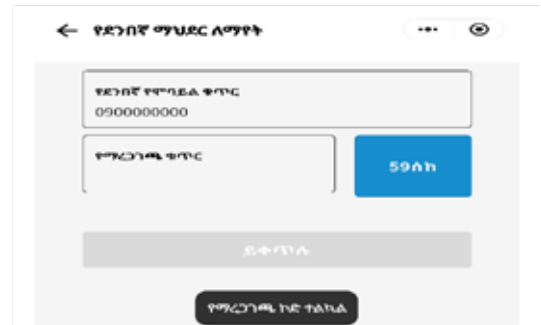 የደንበኛ ማህደር ለማየት
የደንበኛ የሞባይል ቁጥር
0900000000
የማረጋገጫ ቁጥር
59ሰከ
ይቀጥሉ
የማረጋገጫ ኮድ ተልኳል